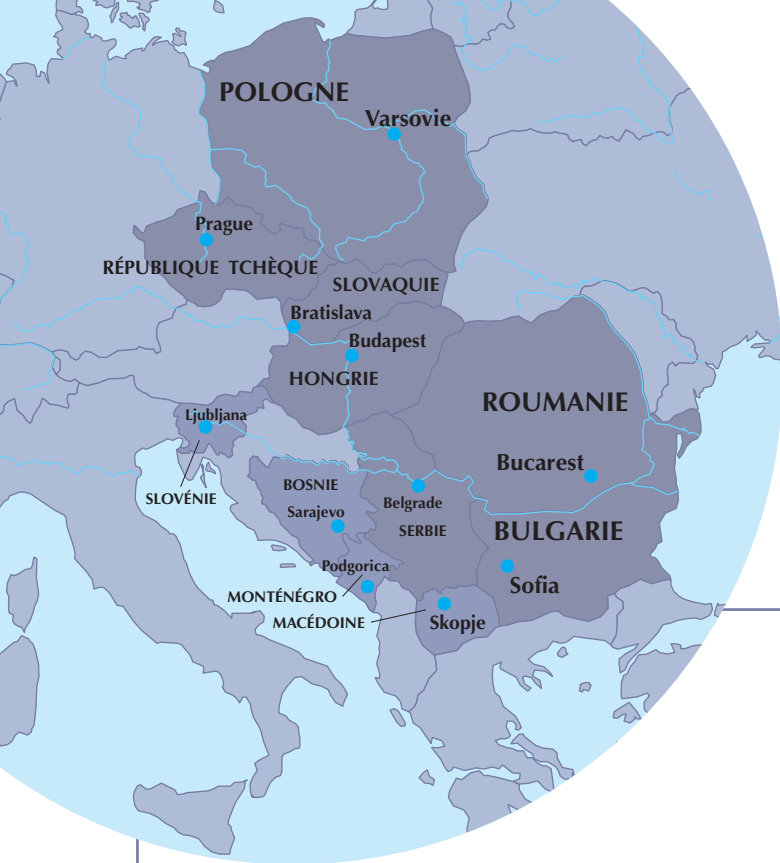 POLOGNE
Varsovie
Prague
RÉPUBLIQUE TCHÈQUE
SLOVAQUIE
Bratislava
Budapest
HONGRIE
ROUMANIE
Ljubljana
Bucarest
SLOVÉNIE
BOSNIE
Sarajevo
Belgrade
SERBIE
BULGARIE
Podgorica
Sofia
MONTÉNÉGRO
MACÉDOINE
Skopje